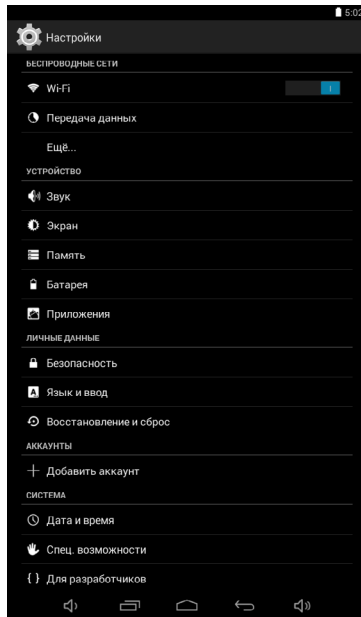 5:02
Настройки
БЕСПРОВОДНЫЕ СЕТИ
Wi-Fi
Передача данных
Ещё...
УСТРОЙСТВО
Звук
Экран
Память
Батарея
Приложения
ЛИЧНЫЕ ДАННЫЕ
Безопасность
Язык и ввод
Восстановление и сброс
АККАУНТЫ
Добавить аккаунт
СИСТЕМА
Дата и время
Спец. возможности
Для разработчиков